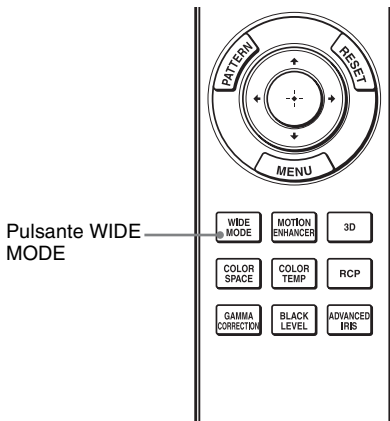 PATTERN
RESET
MENU
Pulsante WIDE
MODE
WIDE
MODE
MOTION
ENHANCER
3D
COLOR
SPACE
COLOR
TEMP
RCP
GAMMA
CORRECTION
BLACK
LEVEL
ADVANCED
IRIS